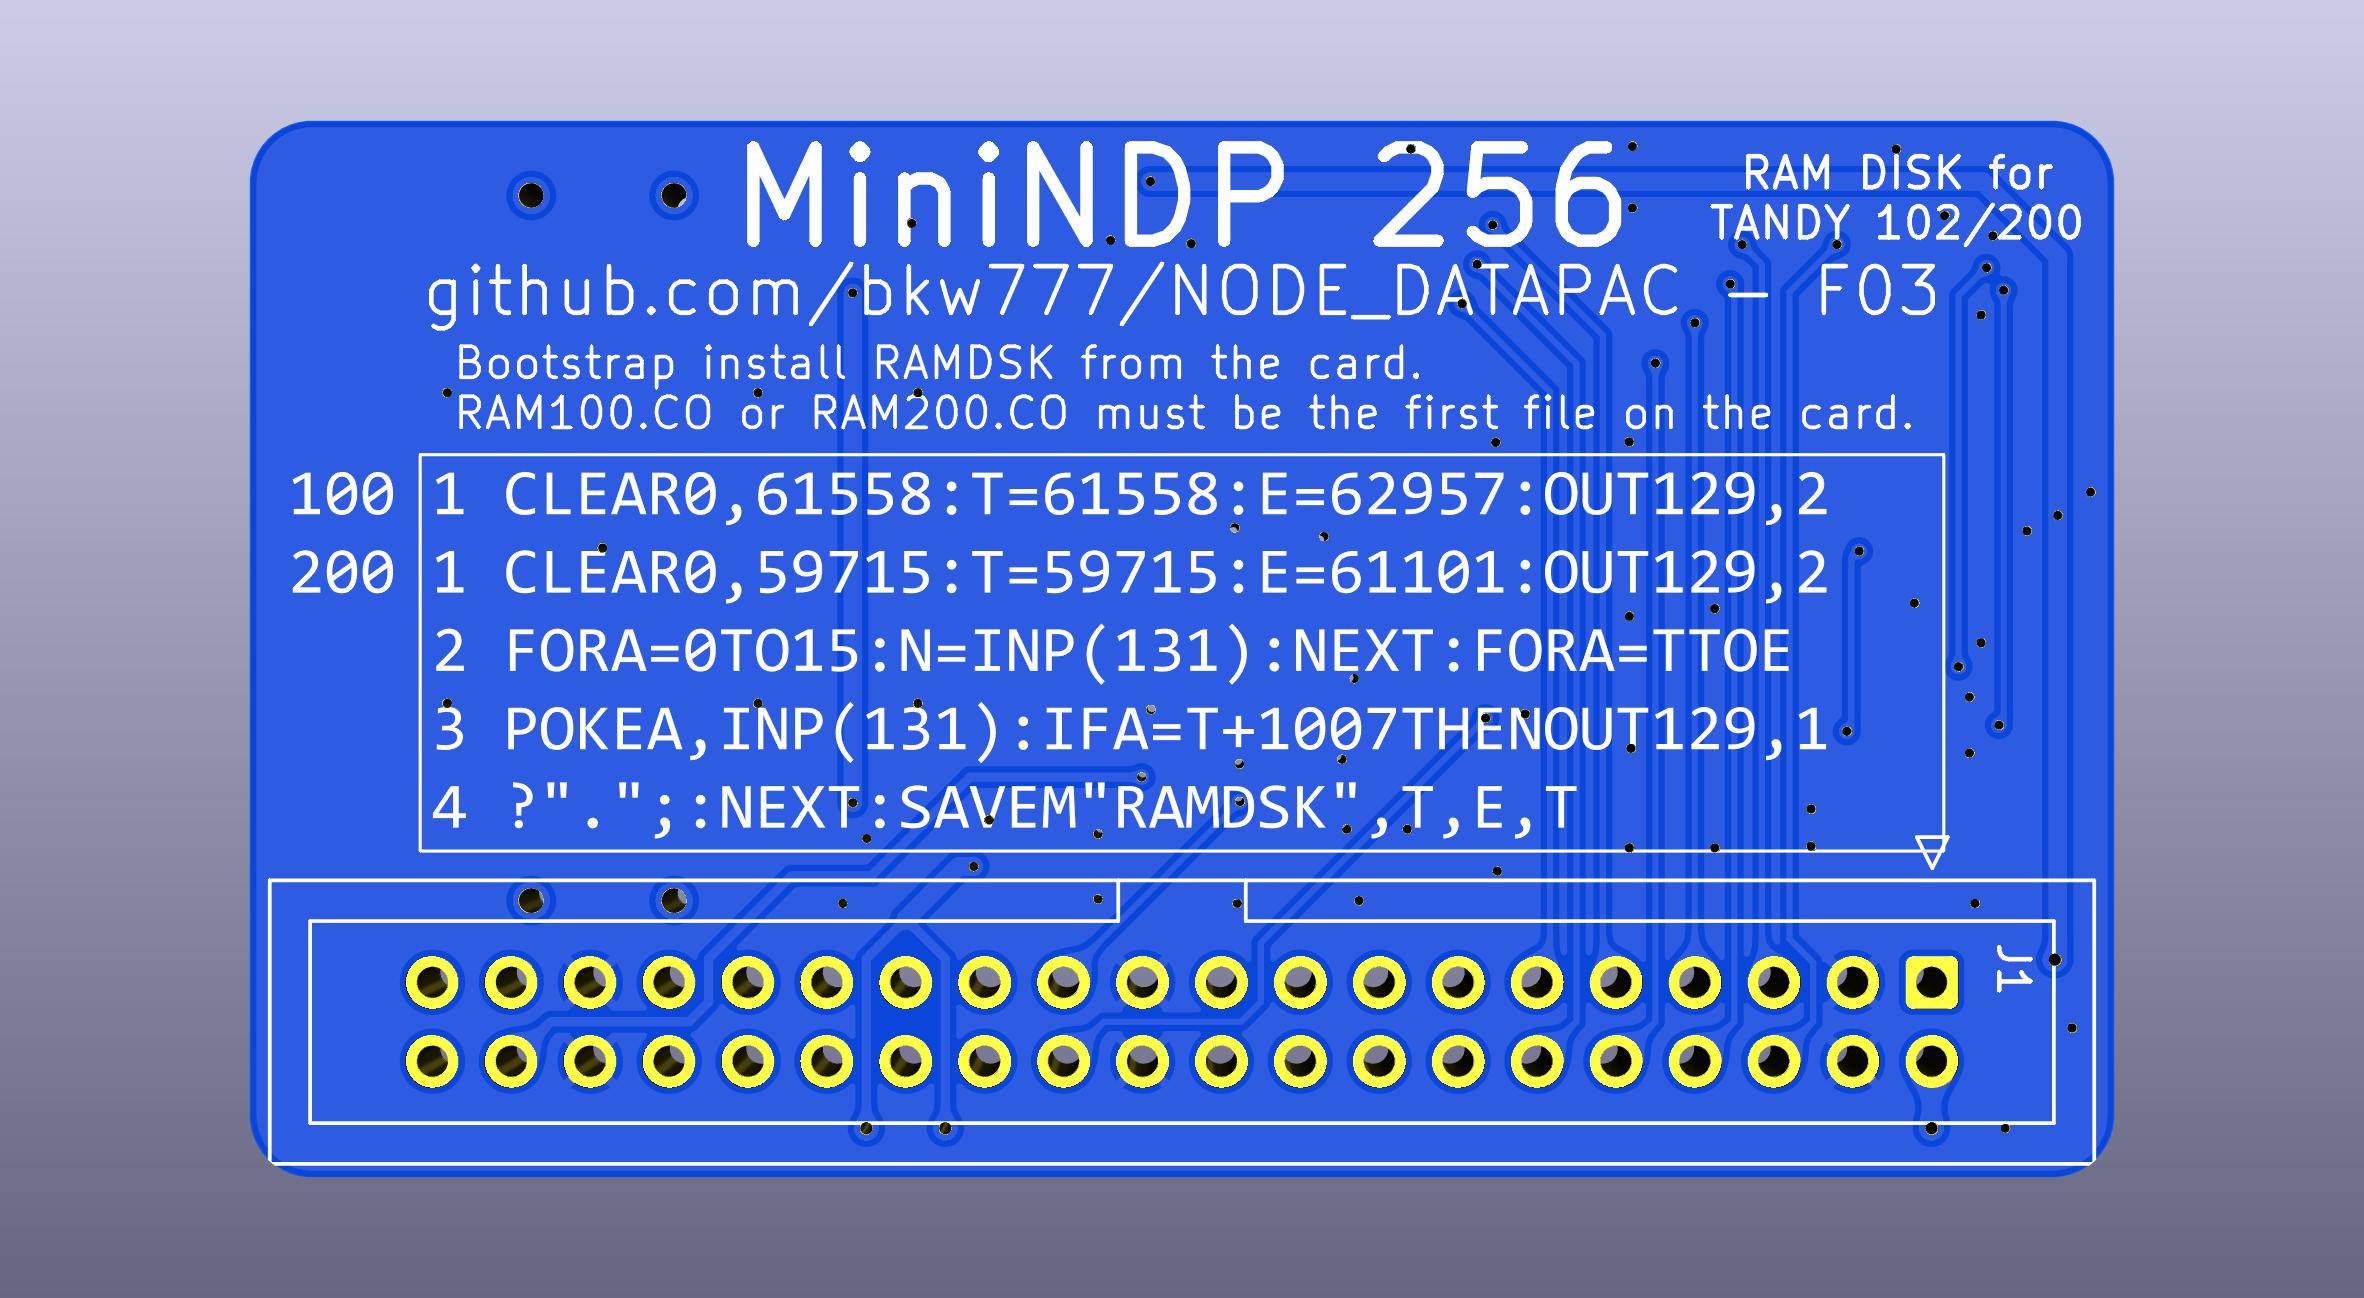 MiniNDP 256
RAM DISK for
TANDY 102/200
github.com/bkw777/NODE_DATAPAC – F03
Bootstrap install RAMDSK from the card.
RAM100.CO or RAM200.CO must be the first file on the card.
100 1 CLEAR0,61558:T=61558:E=62957:OUT129,2
200 1 CLEAR0,59715:T=59715:E=61101:OUT129,2
2 FORA=0TO15:N=INP(131):NEXT:FORA=TTOE
3 POKEA,INP(131):IFA=T+1007THENOUT129,1
4 ?".";:NEXT:SAVEM"RAMDSK",T,E,T
J1